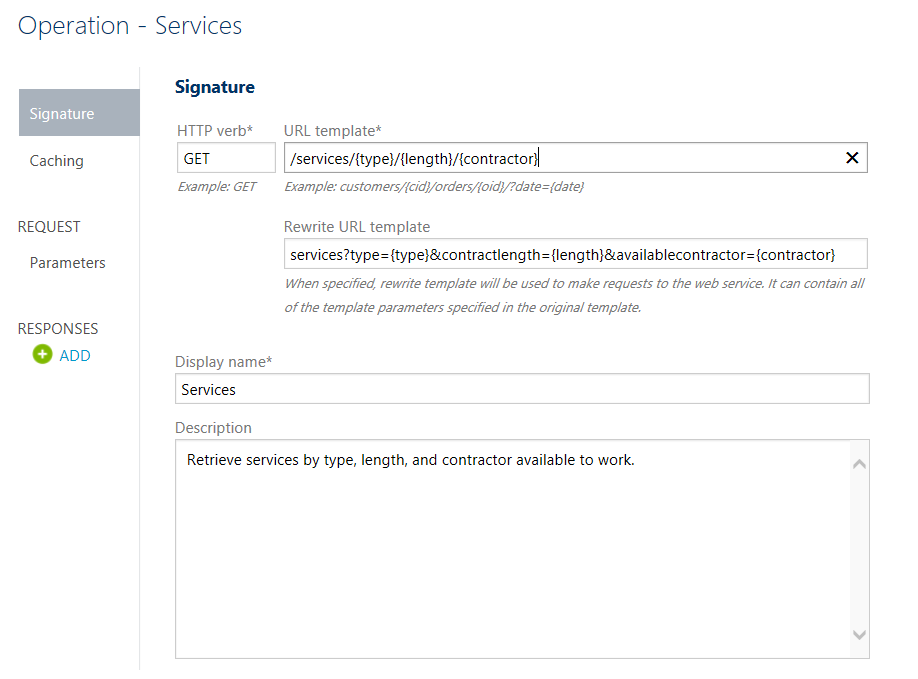 Operation - Services
Signature
Caching
REQUEST
Parameters
RESPONSES
ADD
Signature
HTTP verb* URL template*
GET /services/{type}/{length}/{contractor}
Example: GET Example: customers/{cid}/orders/{oid}/?date={date}
Rewrite URL template
services?type={type}&contractlength={length}&availablecontractor={contractor}
When specified, rewrite template will be used to make requests to the web service. It can contain all
of the template parameters specified in the original template.
Display name*
Services
Description
Retrieve services by type, length, and contractor available to work.